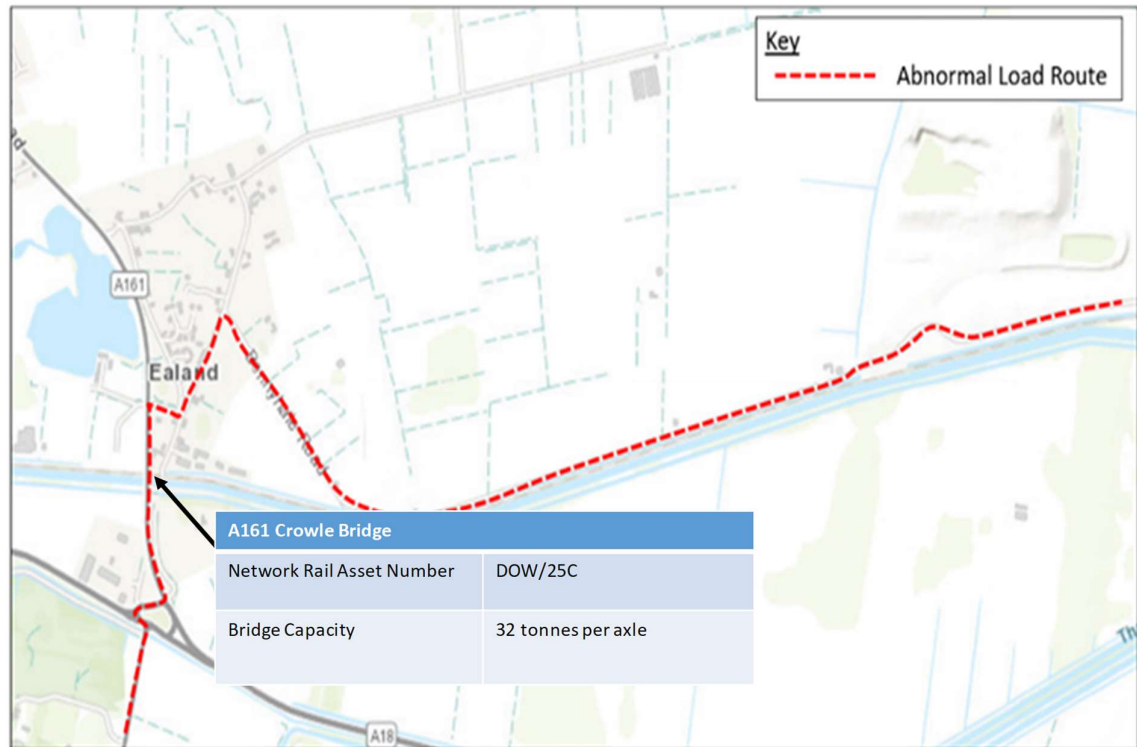 Key
Abnormal Load Route
A161
Ealand
A161 Crowle Bridge
Network Rail Asset Number DOW/25C
Bridge Capacity 32 tonnes per axle
Th
A18